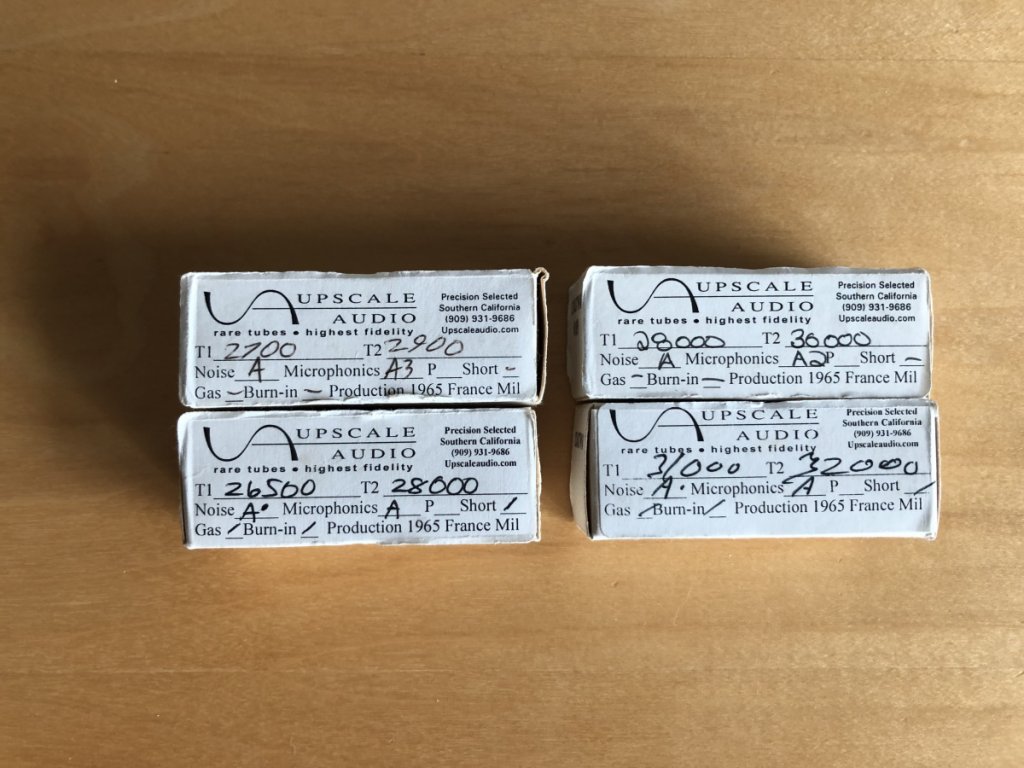 UPSCALE
AUDIO
rare tubes • highest fidelity
Precision Selected
Southern California
(909) 931-9686
Upscaleaudio.com
T1 2700 T2 2900
Noise A Microphonics A3 P Short -
Gas - Burn-in - Production 1965 France Mil
UPSCALE
AUDIO
rare tubes • highest fidelity
Precision Selected
Southern California
(909) 931-9686
Upscaleaudio.com
T1 28000 T2 30000
Noise A Microphonics A2 P Short -
Gas - Burn-in - Production 1965 France Mil
UPSCALE
AUDIO
rare tubes • highest fidelity
Precision Selected
Southern California
(909) 931-9686
Upscaleaudio.com
T1 26500 T2 28000
Noise A• Microphonics A P Short /
Gas / Burn-in / Production 1965 France Mil
UPSCALE
AUDIO
rare tubes • highest fidelity
Precision Selected
Southern California
(909) 931-9686
Upscaleaudio.com
T1 31000 T2 32000
Noise A• Microphonics A P Short /
Gas / Burn-in / Production 1965 France Mil